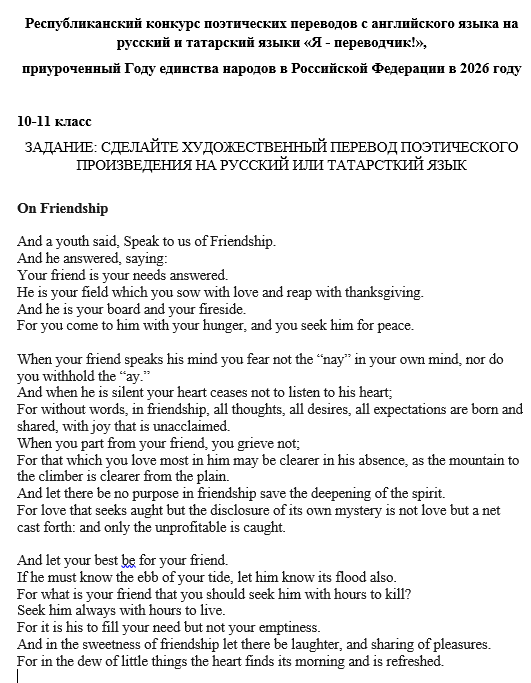 Республиканский конкурс поэтических переводов с английского языка на
русский и татарский языки «Я - переводчик!»,
приуроченный Году единства народов в Российской Федерации в 2026 году
10-11 класс
ЗАДАНИЕ: СДЕЛАЙТЕ ХУДОЖЕСТВЕННЫЙ ПЕРЕВОД ПОЭТИЧЕСКОГО
ПРОИЗВЕДЕНИЯ НА РУССКИЙ ИЛИ ТАТАРСТКИЙ ЯЗЫК
On Friendship
And a youth said, Speak to us of Friendship.
And he answered, saying:
Your friend is your needs answered.
He is your field which you sow with love and reap with thanksgiving.
And he is your board and your fireside.
For you come to him with your hunger, and you seek him for peace.
When your friend speaks his mind you fear not the “nay” in your own mind, nor do
you withhold the “ay.”
And when he is silent your heart ceases not to listen to his heart;
For without words, in friendship, all thoughts, all desires, all expectations are born and
shared, with joy that is unacclaimed.
When you part from your friend, you grieve not;
For that which you love most in him may be clearer in his absence, as the mountain to
the climber is clearer from the plain.
And let there be no purpose in friendship save the deepening of the spirit.
For love that seeks aught but the disclosure of its own mystery is not love but a net
cast forth: and only the unprofitable is caught.
And let your best be for your friend.
If he must know the ebb of your tide, let him know its flood also.
For what is your friend that you should seek him with hours to kill?
Seek him always with hours to live.
For it is his to fill your need but not your emptiness.
And in the sweetness of friendship let there be laughter, and sharing of pleasures.
For in the dew of little things the heart finds its morning and is refreshed.